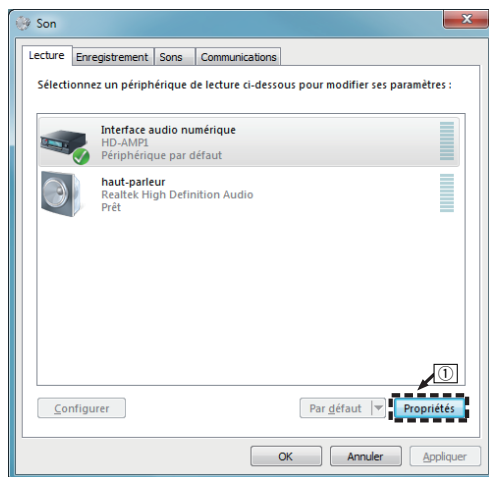 Son
Lecture Enregistrement Sons Communications
Sélectionnez un périphérique de lecture ci-dessous pour modifier ses paramètres :
Interface audio numérique
HD-AMP1
Périphérique par défaut
haut-parleur
Realtek High Definition Audio
Prêt
①
Configurer Par défaut Propriétés
OK Annuler Appliquer